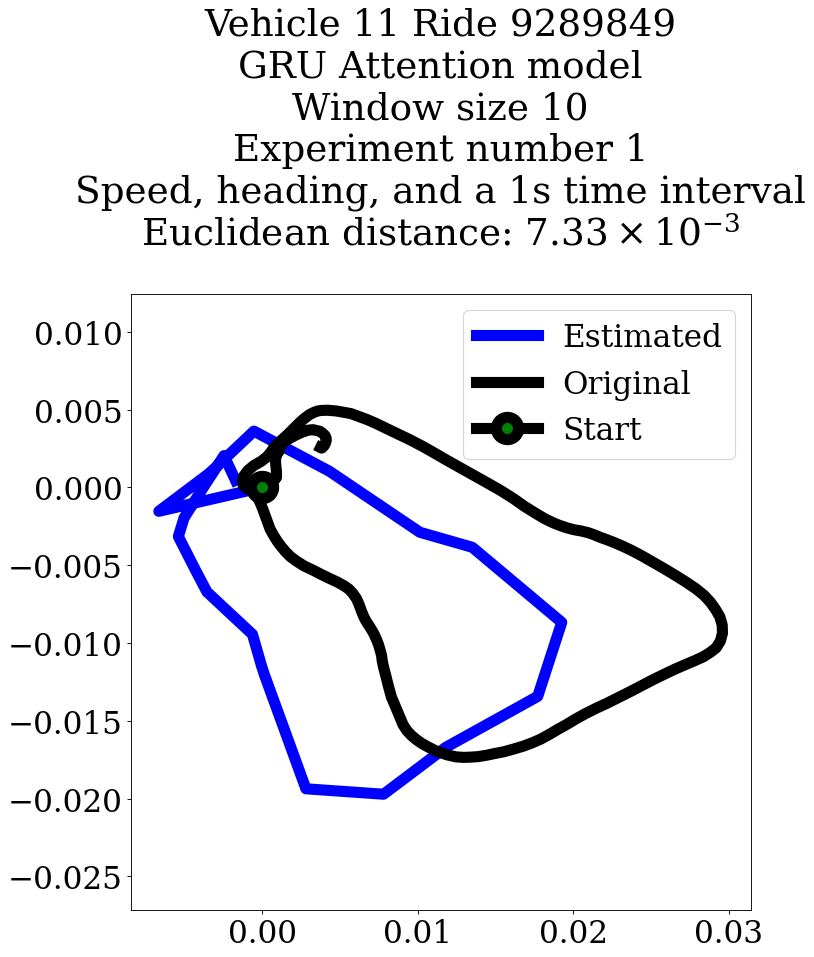 Vehicle 11 Ride 9289849
GRU Attention model
Window size 10
Experiment number 1
Speed, heading, and a 1s time interval
Euclidean distance: 7.33 × 10⁻³
Estimated
Original
Start
0.010
0.005
0.000
−0.005
−0.010
−0.015
−0.020
−0.025
0.00 0.01 0.02 0.03